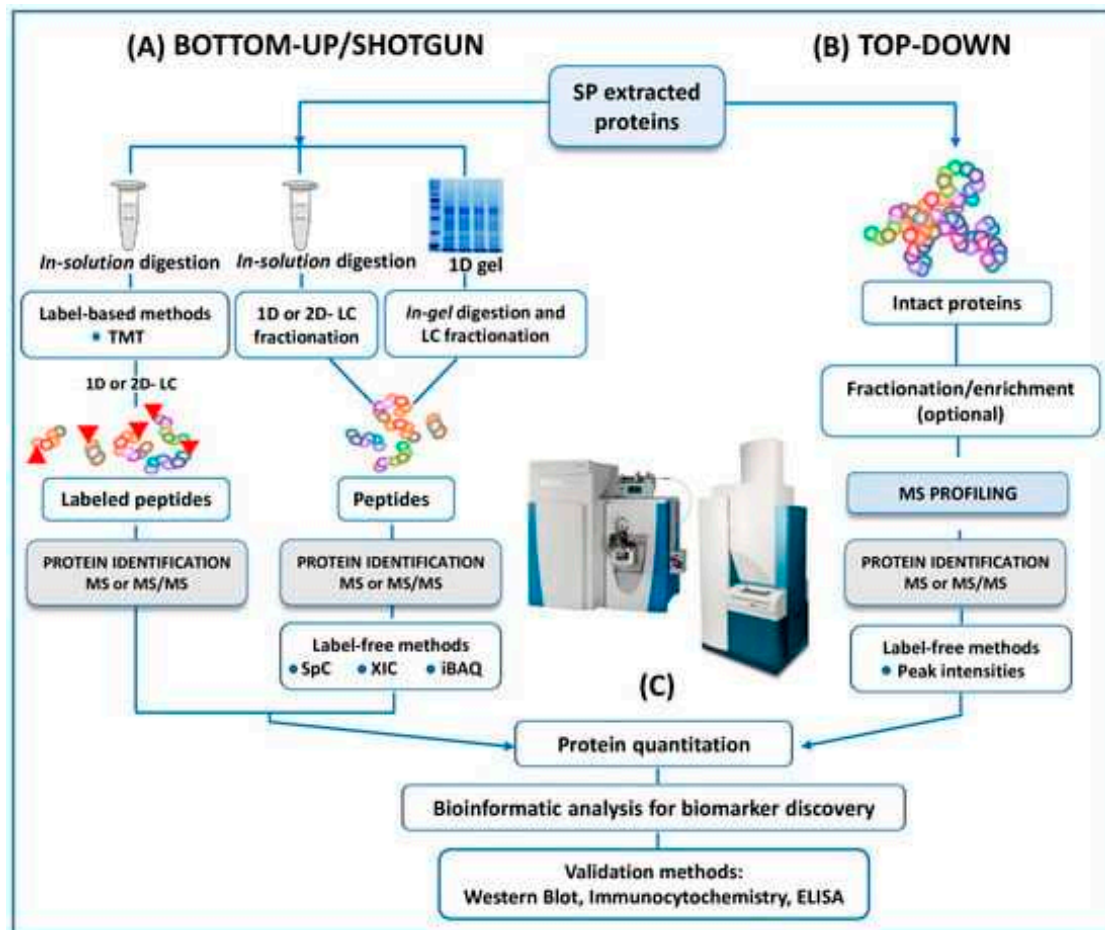 (A) BOTTOM-UP/SHOTGUN
(B) TOP-DOWN
SP extracted
proteins
In-solution digestion
In-solution digestion
1D gel
Label-based methods
• TMT
1D or 2D- LC
fractionation
In-gel digestion and
LC fractionation
Intact proteins
1D or 2D- LC
Fractionation/enrichment
(optional)
Labeled peptides
Peptides
MS PROFILING
PROTEIN IDENTIFICATION
MS or MS/MS
PROTEIN IDENTIFICATION
MS or MS/MS
PROTEIN IDENTIFICATION
MS or MS/MS
Label-free methods
• SpC • XIC • iBAQ
Label-free methods
• Peak intensities
(C)
Protein quantitation
Bioinformatic analysis for biomarker discovery
Validation methods:
Western Blot, Immunocytochemistry, ELISA